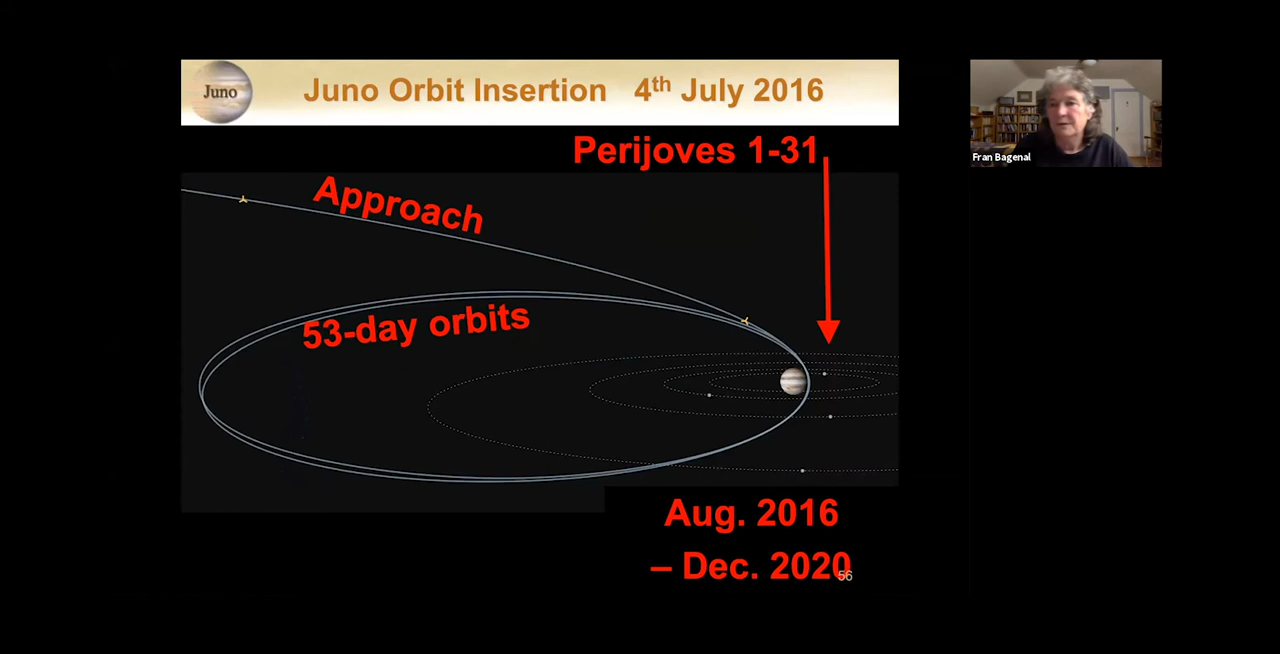 Juno
Juno Orbit Insertion 4th July 2016
Fran Bagenal
Perijoves 1-31
Approach
53-day orbits
Aug. 2016
– Dec. 2020
56